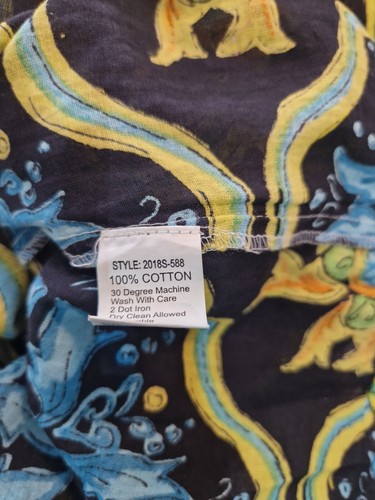 STYLE: 2018S-588
100% COTTON
30 Degree Machine
Wash With Care
2 Dot Iron
Dry Clean Allowed